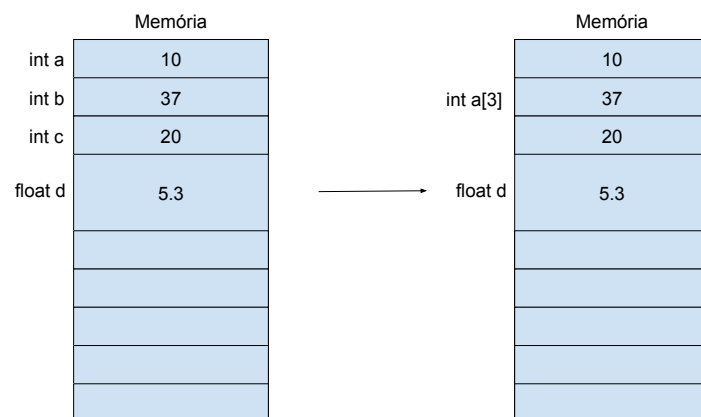 Memória
int a
10
int b
37
int c
20
float d
5.3
Memória
10
int a[3]
37
20
float d
5.3